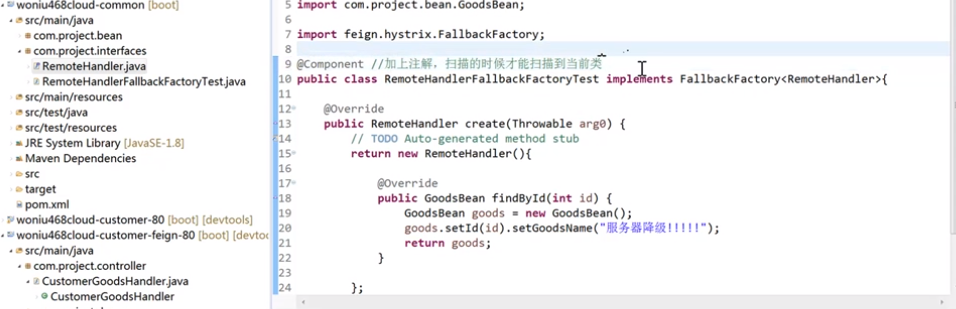 woniu468cloud-common [boot]
src/main/java
com.project.bean
com.project.interfaces
RemoteHandler.java
RemoteHandlerFallbackFactoryTest.java
src/main/resources
src/test/java
src/test/resources
JRE System Library [JavaSE-1.8]
Maven Dependencies
src
target
pom.xml
woniu468cloud-customer-80 [boot] [devtools]
woniu468cloud-customer-feign-80 [boot] [devtoo
src/main/java
com.project.controller
CustomerGoodsHandler.java
CustomerGoodsHandler
5 import com.project.bean.GoodsBean;
6
7 import feign.hystrix.FallbackFactory;
8
9 @Component //加上注解，扫描的时候才能扫描到当前类
10 public class RemoteHandlerFallbackFactoryTest implements FallbackFactory<RemoteHandler>{
11
12 @Override
13 public RemoteHandler create(Throwable arg0) {
14 // TODO Auto-generated method stub
15 return new RemoteHandler(){
16
17 @Override
18 public GoodsBean findById(int id) {
19 GoodsBean goods = new GoodsBean();
20 goods.setId(id).setGoodsName("服务器降级!!!!!");
21 return goods;
22 }
23
24 };